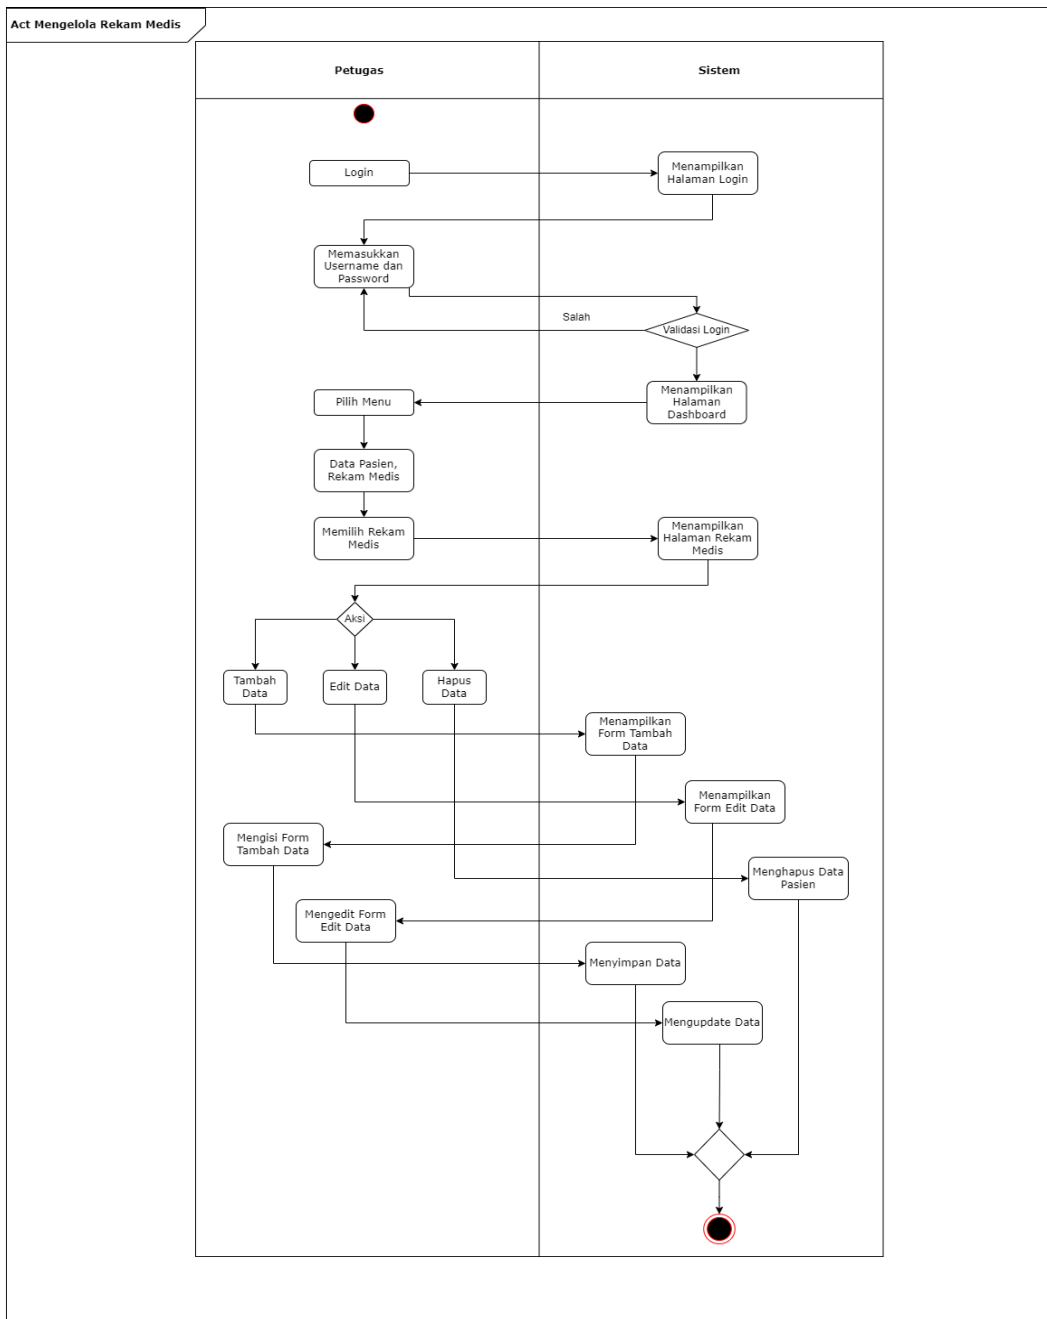 Act Mengelola Rekam Medis
Petugas
Sistem
Login
Menampilkan
Halaman Login
Memasukkan
Username dan
Password
Salah
Validasi Login
Menampilkan
Halaman
Dashboard
Pilih Menu
Data Pasien,
Rekam Medis
Memilih Rekam
Medis
Menampilkan
Halaman Rekam
Medis
Aksi
Tambah
Data
Edit Data
Hapus
Data
Menampilkan
Form Tambah
Data
Menampilkan
Form Edit Data
Mengisi Form
Tambah Data
Menghapus Data
Pasien
Mengedit Form
Edit Data
Menyimpan Data
Mengupdate Data